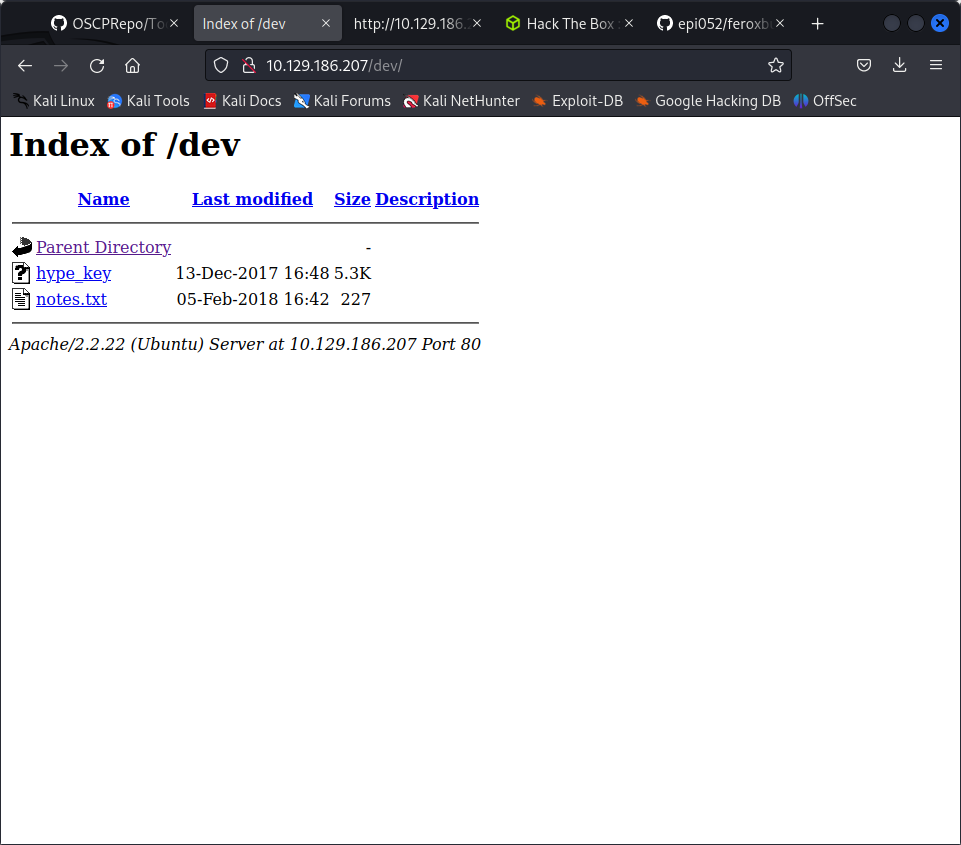 OSCPRepo/To
Index of /dev
http://10.129.186.
Hack The Box :
epi052/feroxb
10.129.186.207/dev/
Kali Linux
Kali Tools
Kali Docs
Kali Forums
Kali NetHunter
Exploit-DB
Google Hacking DB
OffSec
Index of /dev
Name Last modified Size Description
Parent Directory -
hype_key 13-Dec-2017 16:48 5.3K
notes.txt 05-Feb-2018 16:42 227
Apache/2.2.22 (Ubuntu) Server at 10.129.186.207 Port 80